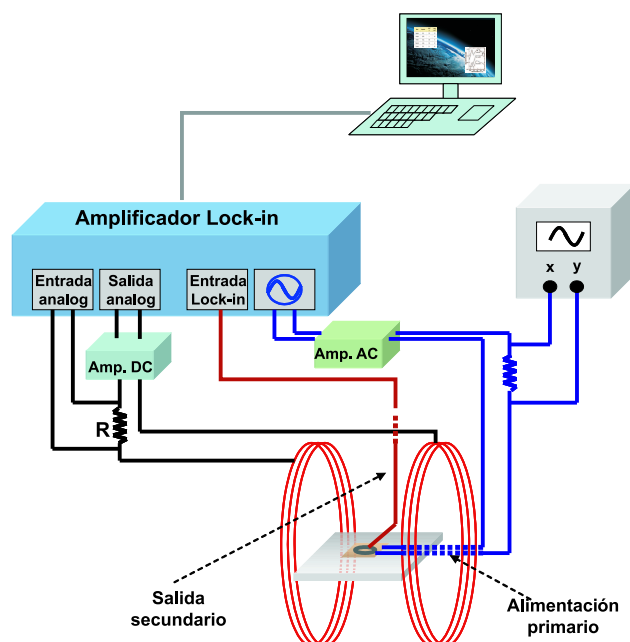 Amplificador Lock-in
Entrada
analog
Salida
analog
Entrada
Lock-in
x y
Amp. DC
Amp. AC
R
Salida
secundario
Alimentación
primario